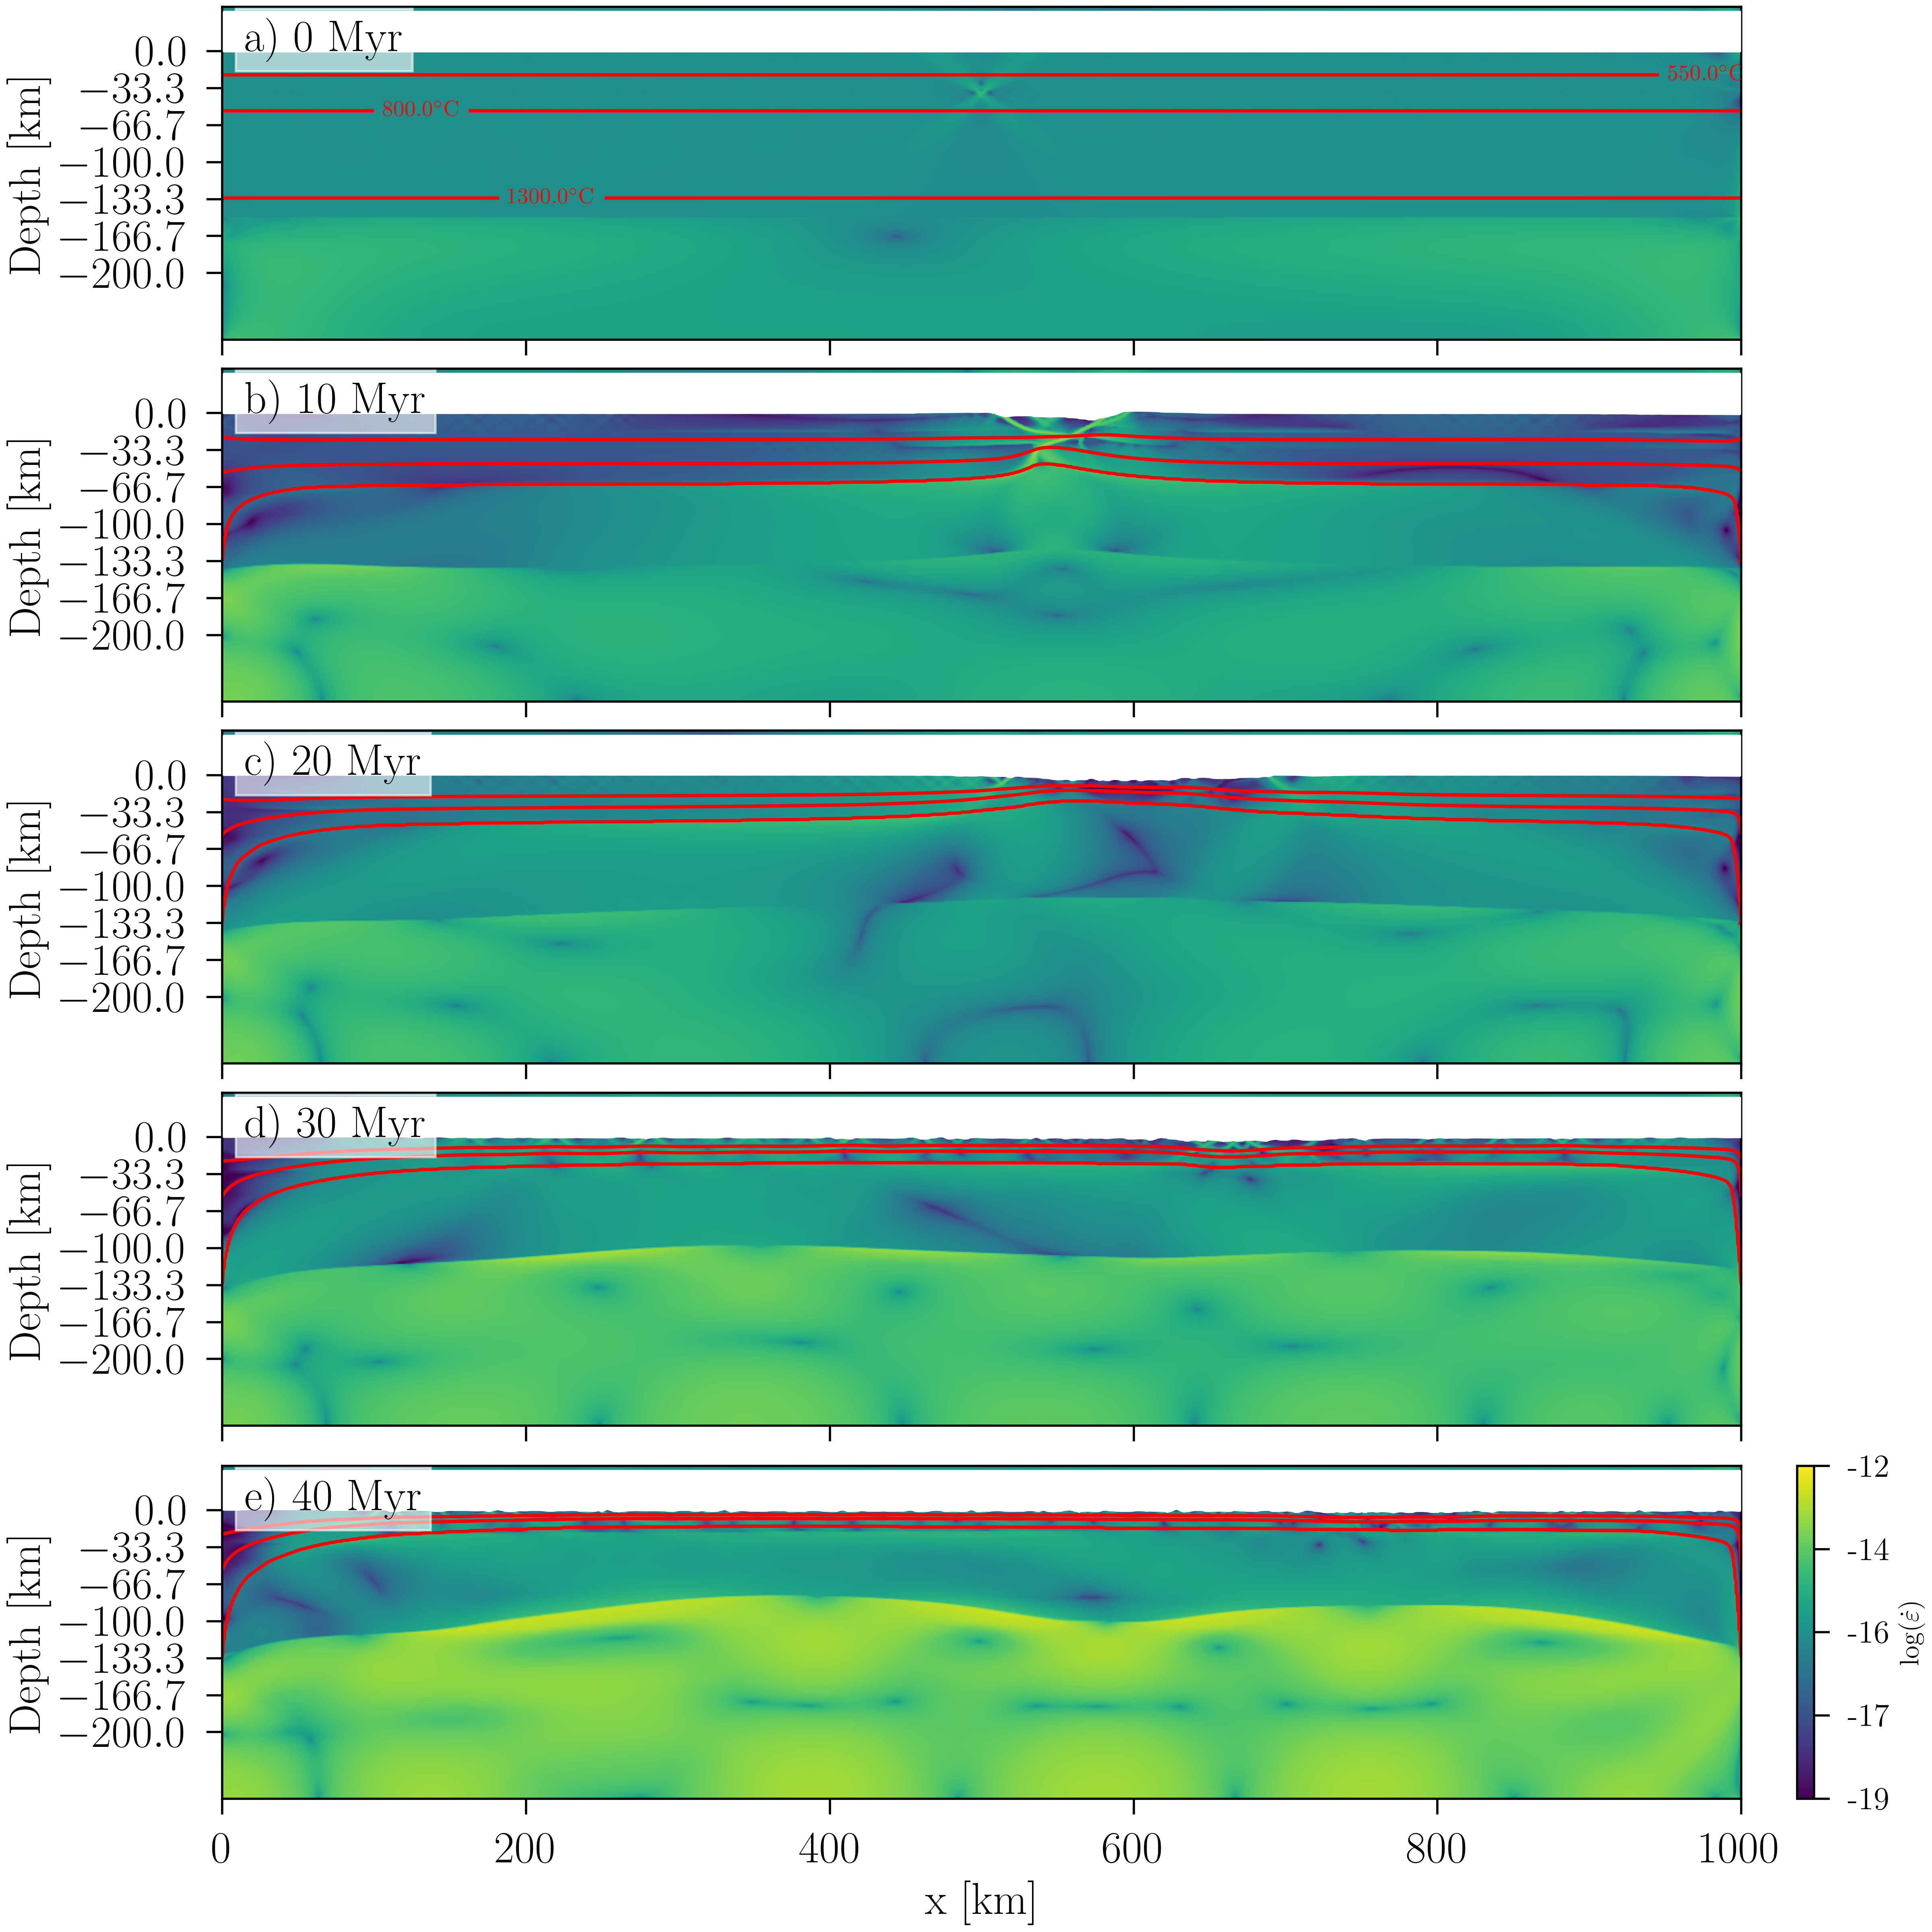 a) 0 Myr
0.0
−33.3
−66.7
−100.0
−133.3
−166.7
−200.0
Depth [km]
550.0°C
800.0°C
1300.0°C
b) 10 Myr
0.0
−33.3
−66.7
−100.0
−133.3
−166.7
−200.0
Depth [km]
c) 20 Myr
0.0
−33.3
−66.7
−100.0
−133.3
−166.7
−200.0
Depth [km]
d) 30 Myr
0.0
−33.3
−66.7
−100.0
−133.3
−166.7
−200.0
Depth [km]
e) 40 Myr
0.0
−33.3
−66.7
−100.0
−133.3
−166.7
−200.0
Depth [km]
-12
-14
-16
-17
-19
log(ε̇)
0 200 400 600 800 1000
x [km]